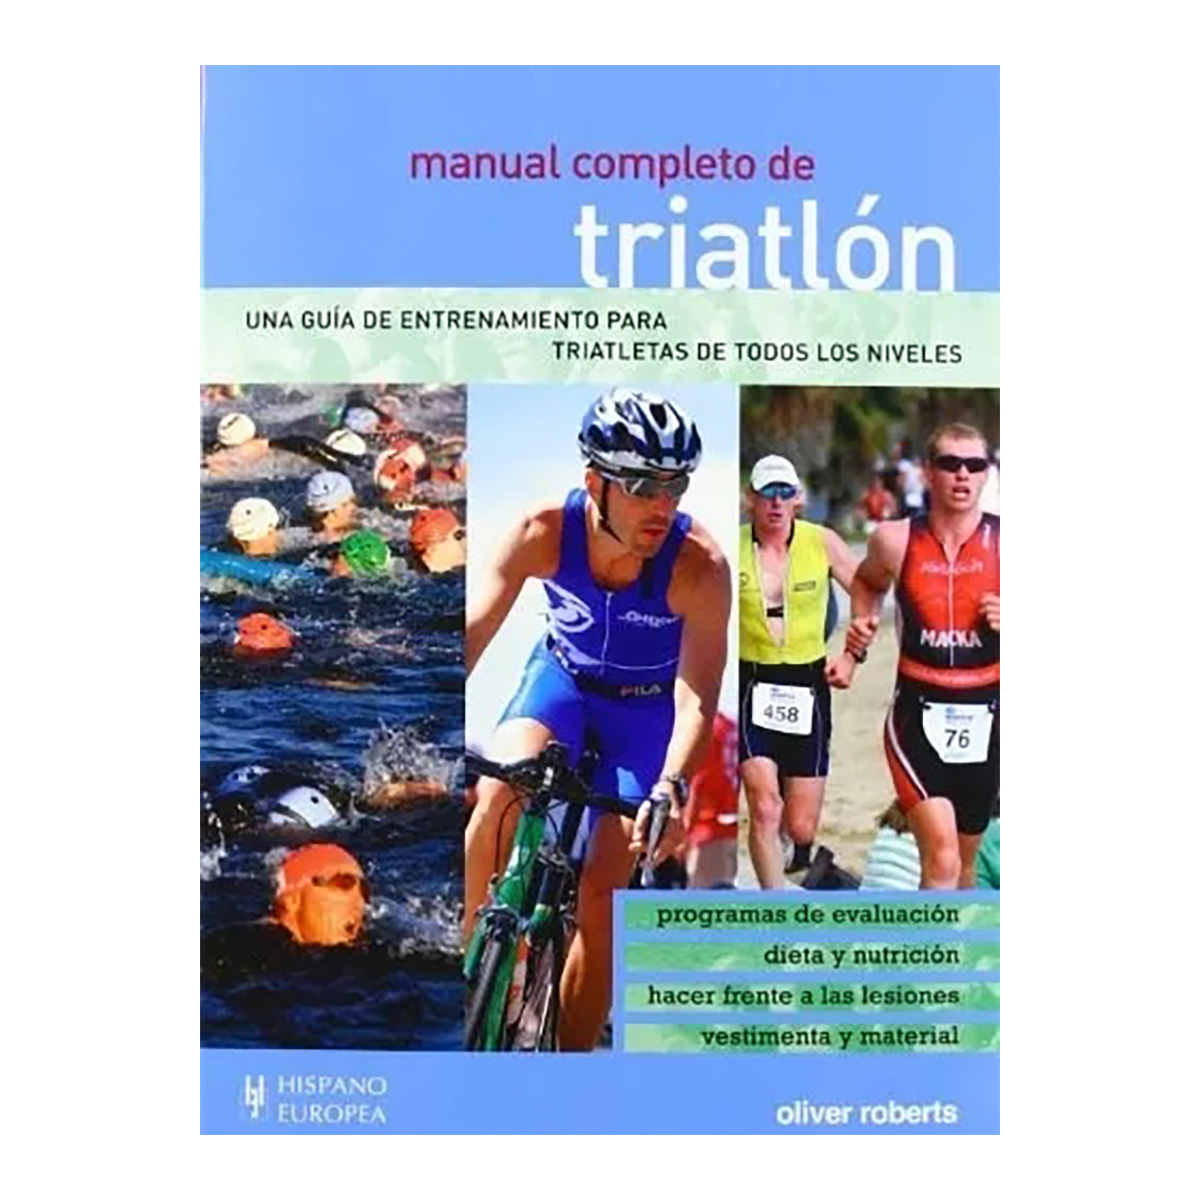 manual completo de
triatlón
UNA GUÍA DE ENTRENAMIENTO PARA
TRIATLETAS DE TODOS LOS NIVELES
FILA
MACKA
458
76
programas de evaluación
dieta y nutrición
hacer frente a las lesiones
vestimenta y material
HISPANO
EUROPEA
oliver roberts